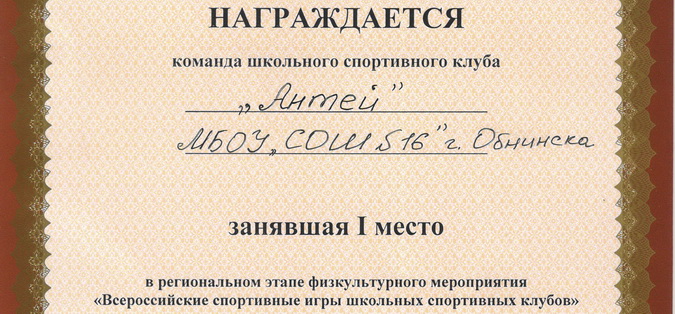 НАГРАЖДАЕТСЯ
команда школьного спортивного клуба
„Антей”
МБОУ „СОШ №16” г. Обнинска
занявшая I место
в региональном этапе физкультурного мероприятия
«Всероссийские спортивные игры школьных спортивных клубов»